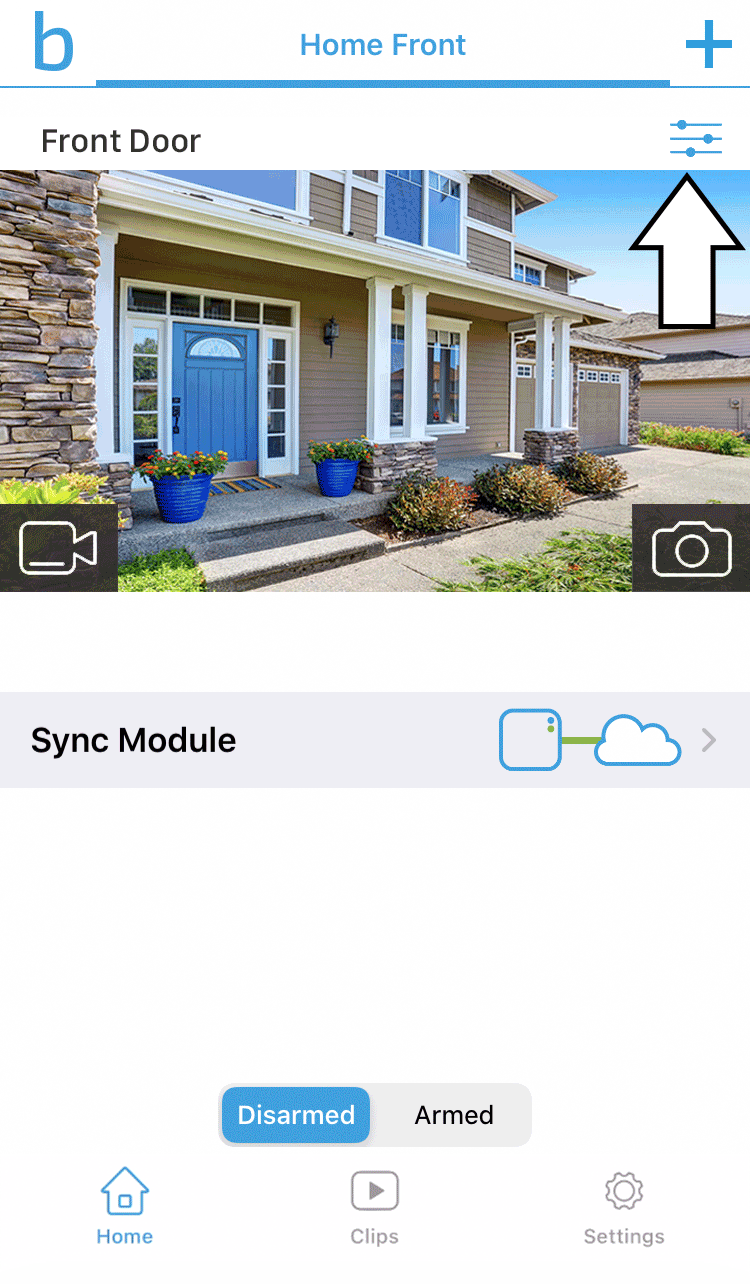 b
Home Front
Front Door
Sync Module
Disarmed Armed
Home Clips Settings